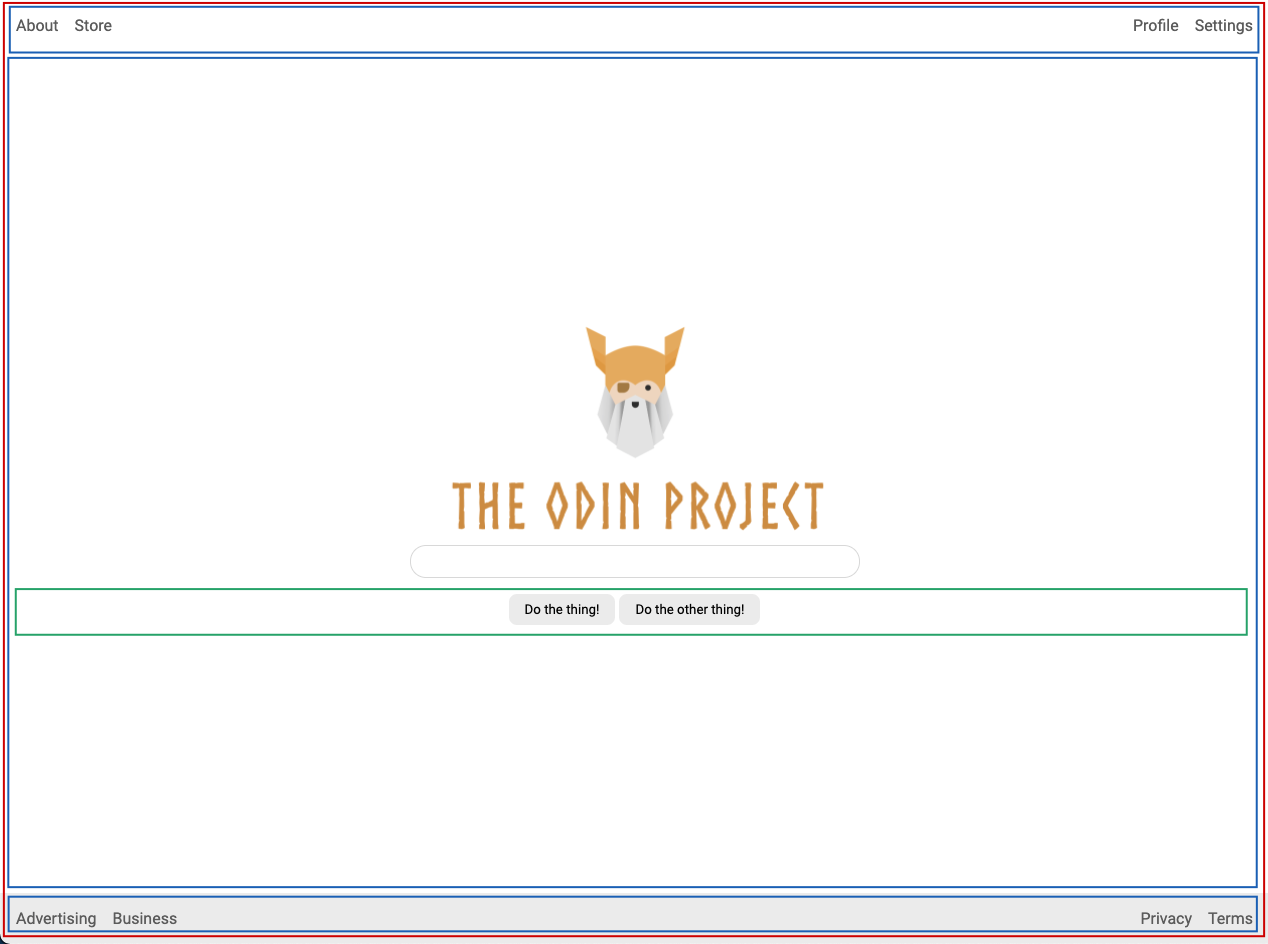 About Store Profile Settings
THE ODIN PROJECT
Do the thing! Do the other thing!
Advertising Business Privacy Terms